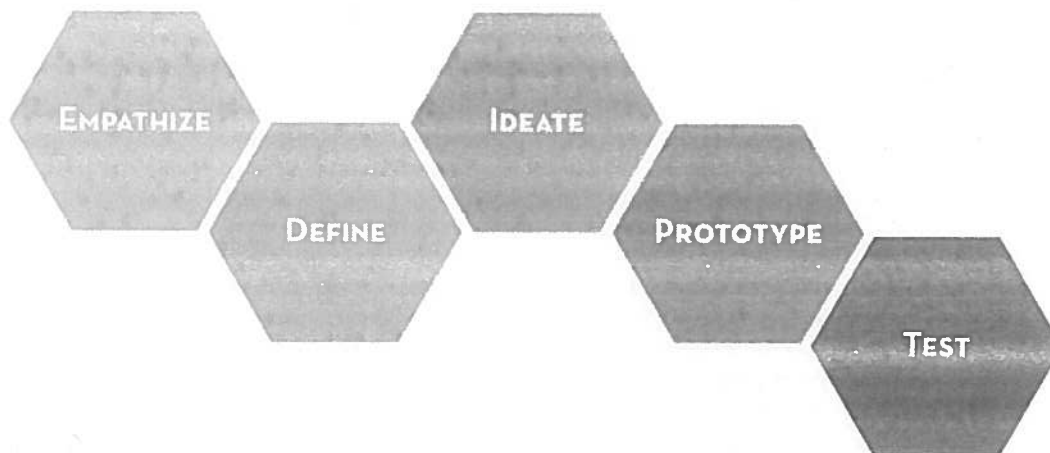 EMPATHIZE
DEFINE
IDEATE
PROTOTYPE
TEST